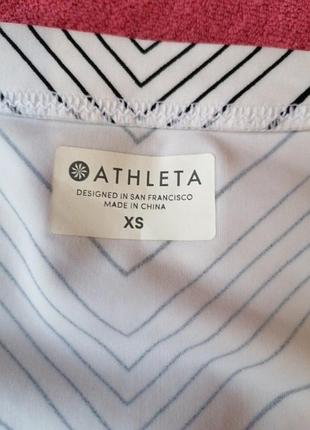 ATHLETA
DESIGNED IN SAN FRANCISCO
MADE IN CHINA
XS